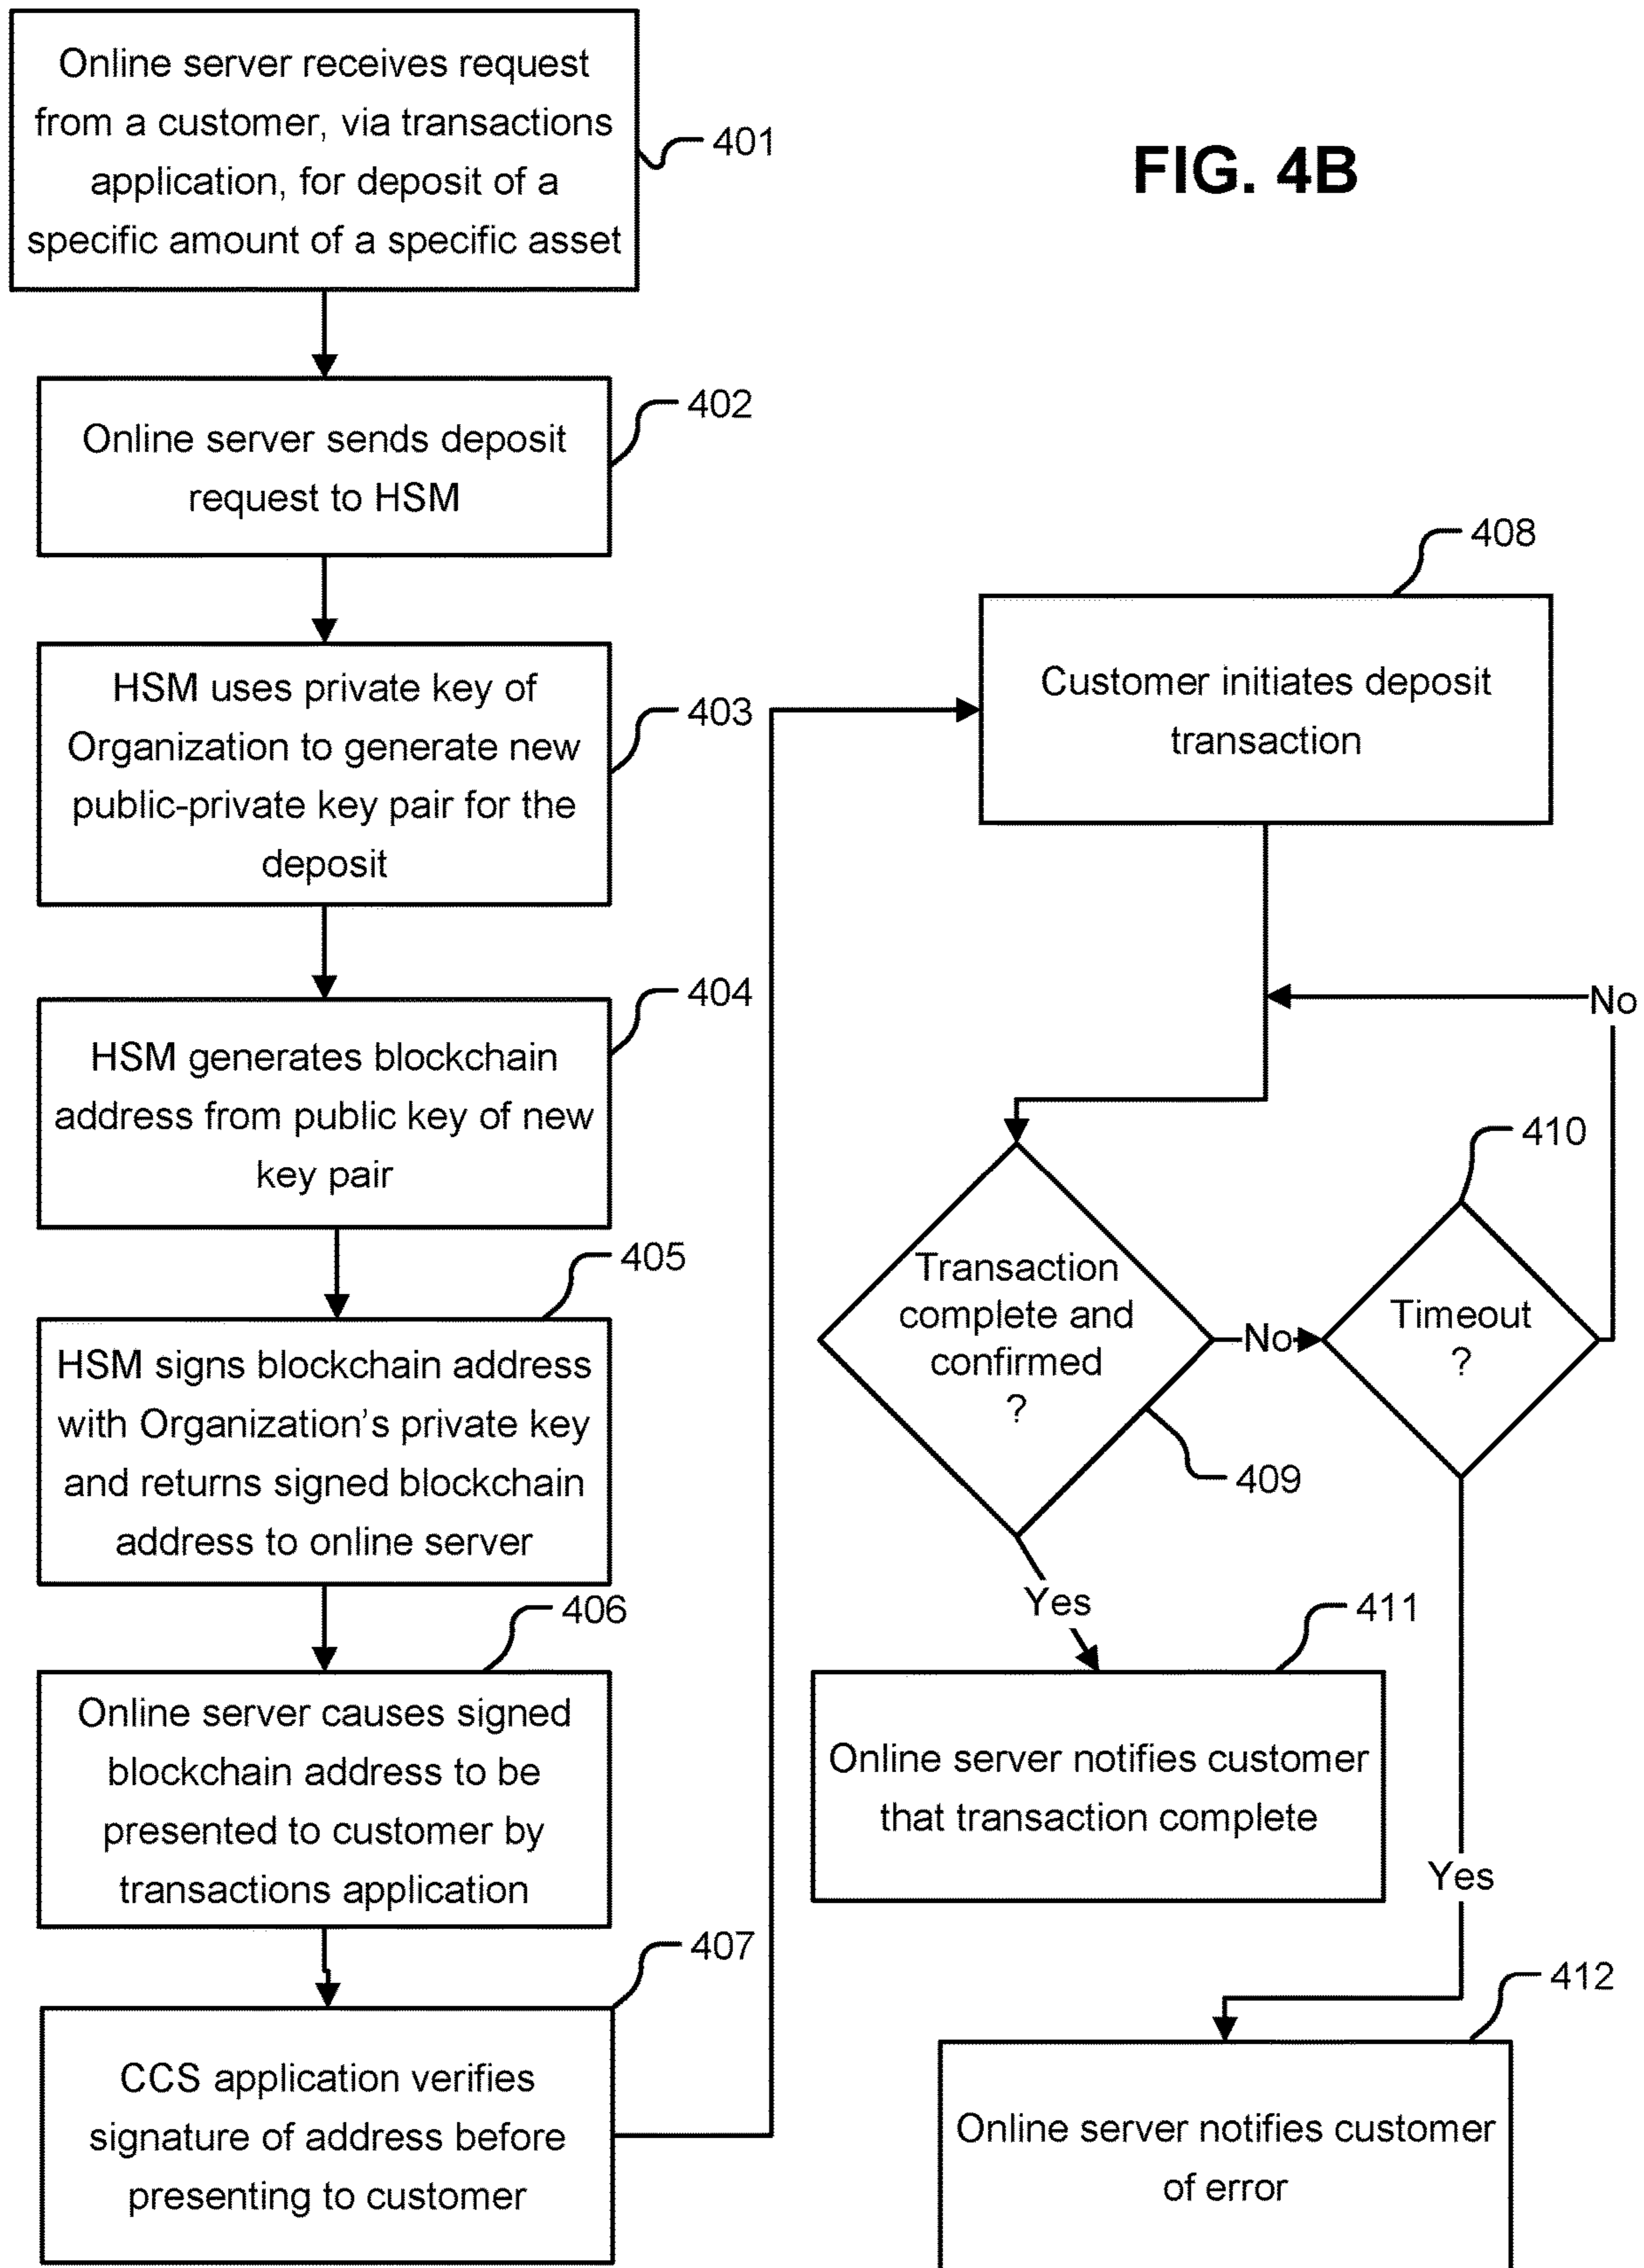 FIG. 4B
Online server receives request
from a customer, via transactions
application, for deposit of a
specific amount of a specific asset
401
Online server sends deposit
request to HSM
402
HSM uses private key of
Organization to generate new
public-private key pair for the
deposit
403
HSM generates blockchain
address from public key of new
key pair
404
HSM signs blockchain address
with Organization’s private key
and returns signed blockchain
address to online server
405
Online server causes signed
blockchain address to be
presented to customer by
transactions application
406
CCS application verifies
signature of address before
presenting to customer
407
Customer initiates deposit
transaction
408
Transaction
complete and
confirmed
?
409
No
Timeout
?
410
No
Yes
Online server notifies customer
that transaction complete
411
Yes
Online server notifies customer
of error
412